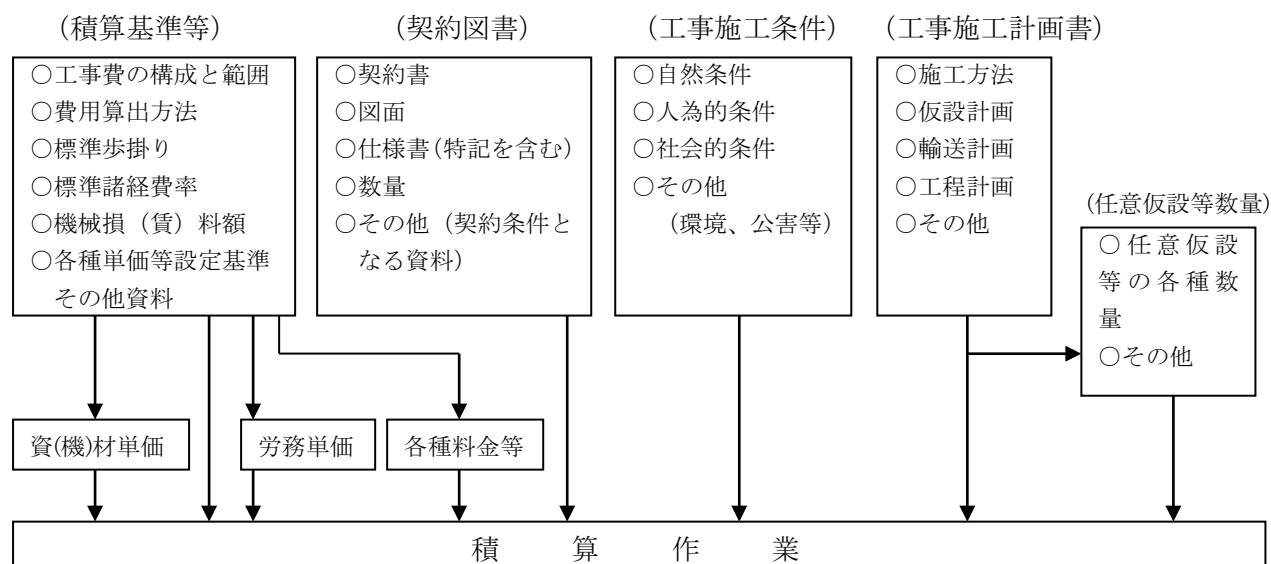 (積算基準等)
○工事費の構成と範囲
○費用算出方法
○標準歩掛り
○標準諸経費率
○機械損（賃）料額
○各種単価等設定基準
その他資料
(契約図書)
○契約書
○図面
○仕様書(特記を含む)
○数量
○その他（契約条件と
なる資料）
(工事施工条件)
○自然条件
○人為的条件
○社会的条件
○その他
（環境、公害等）
(工事施工計画書)
○施工方法
○仮設計画
○輸送計画
○工程計画
○その他
(任意仮設等数量)
○任意仮設
等の各種数
量
○その他
資(機)材単価
労務単価
各種料金等
積算作業